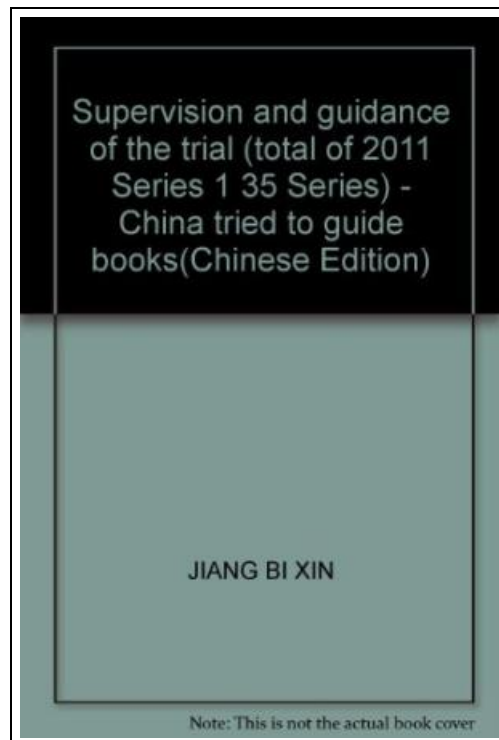 Supervision and guidance
of the trial (total of 2011
Series 1 35 Series) -
China tried to guide
books(Chinese Edition)
JIANG BI XIN
Note: This is not the actual book cover